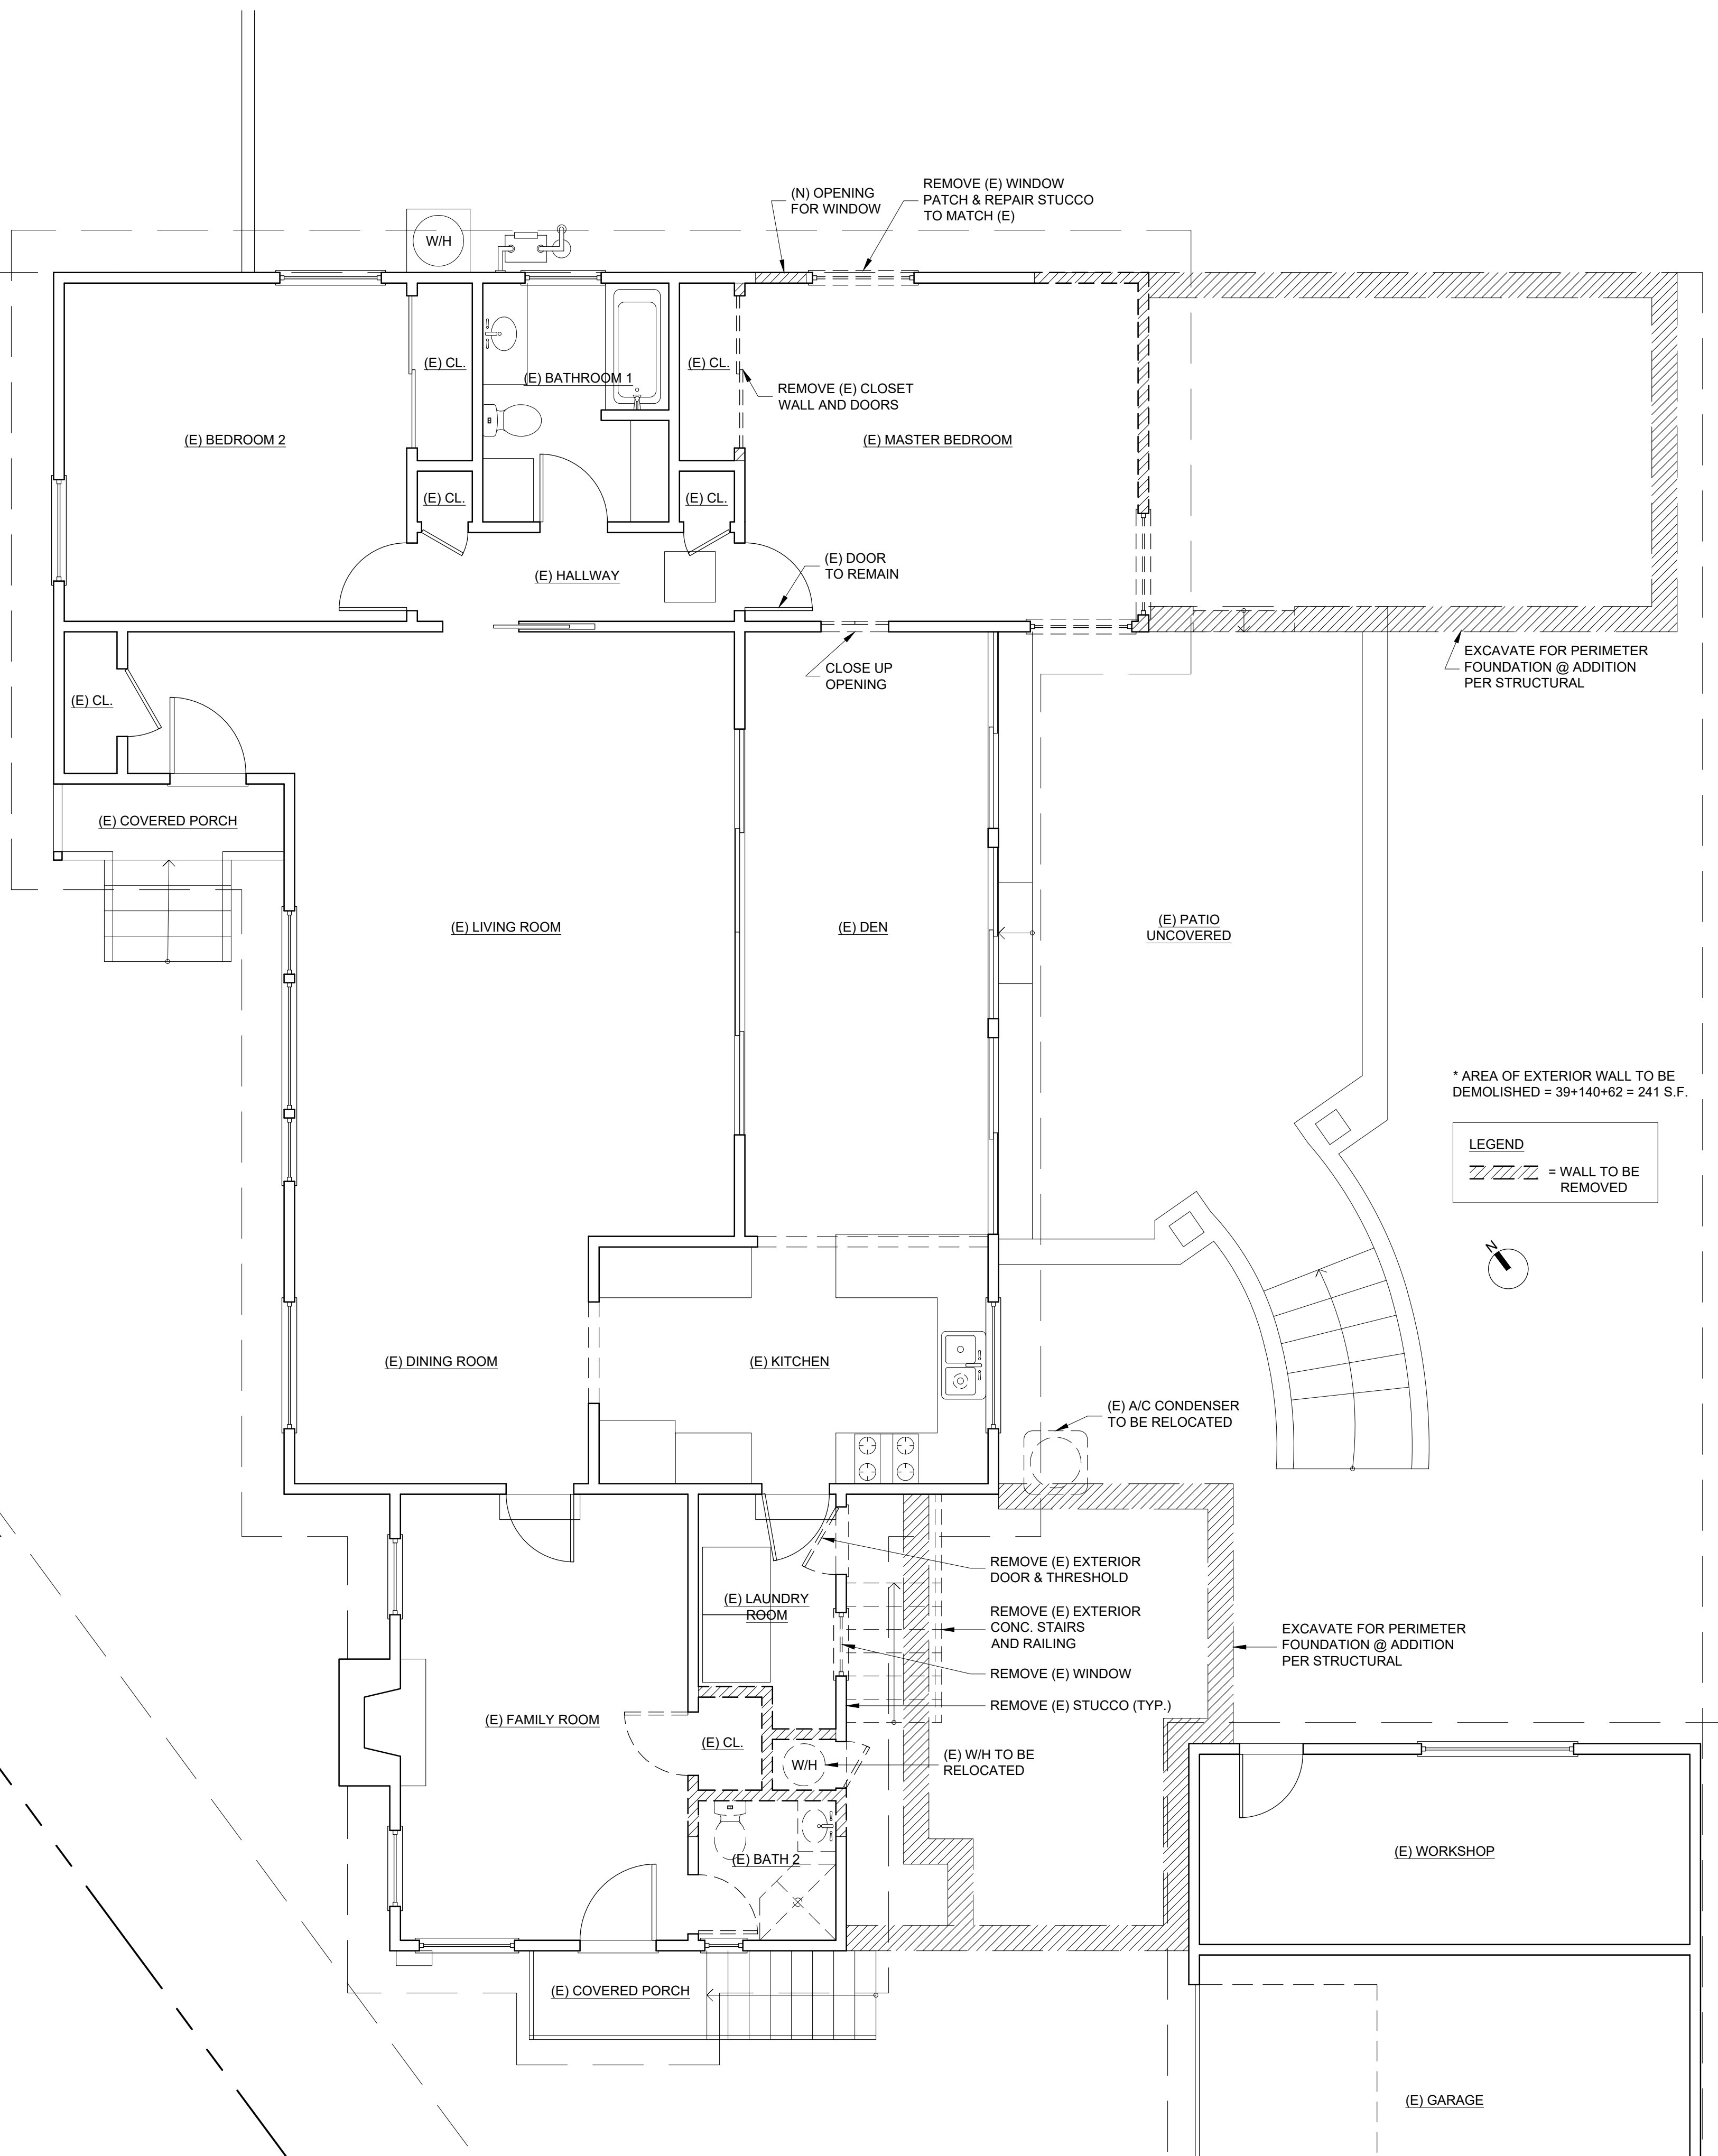 (N) OPENING
FOR WINDOW
REMOVE (E) WINDOW
PATCH & REPAIR STUCCO
TO MATCH (E)
W/H
(E) CL.
(E) BATHROOM 1
(E) CL.
REMOVE (E) CLOSET
WALL AND DOORS
(E) BEDROOM 2
(E) MASTER BEDROOM
(E) CL.
(E) CL.
(E) HALLWAY
(E) DOOR
TO REMAIN
CLOSE UP
OPENING
EXCAVATE FOR PERIMETER
FOUNDATION @ ADDITION
PER STRUCTURAL
(E) CL.
(E) COVERED PORCH
(E) LIVING ROOM
(E) DEN
(E) PATIO
UNCOVERED
* AREA OF EXTERIOR WALL TO BE
DEMOLISHED = 39+140+62 = 241 S.F.
LEGEND
= WALL TO BE
REMOVED
N
(E) DINING ROOM
(E) KITCHEN
(E) A/C CONDENSER
TO BE RELOCATED
REMOVE (E) EXTERIOR
DOOR & THRESHOLD
(E) LAUNDRY
ROOM
REMOVE (E) EXTERIOR
CONC. STAIRS
AND RAILING
EXCAVATE FOR PERIMETER
FOUNDATION @ ADDITION
PER STRUCTURAL
REMOVE (E) WINDOW
REMOVE (E) STUCCO (TYP.)
(E) FAMILY ROOM
(E) CL.
W/H
(E) W/H TO BE
RELOCATED
(E) BATH 2
(E) WORKSHOP
(E) COVERED PORCH
(E) GARAGE